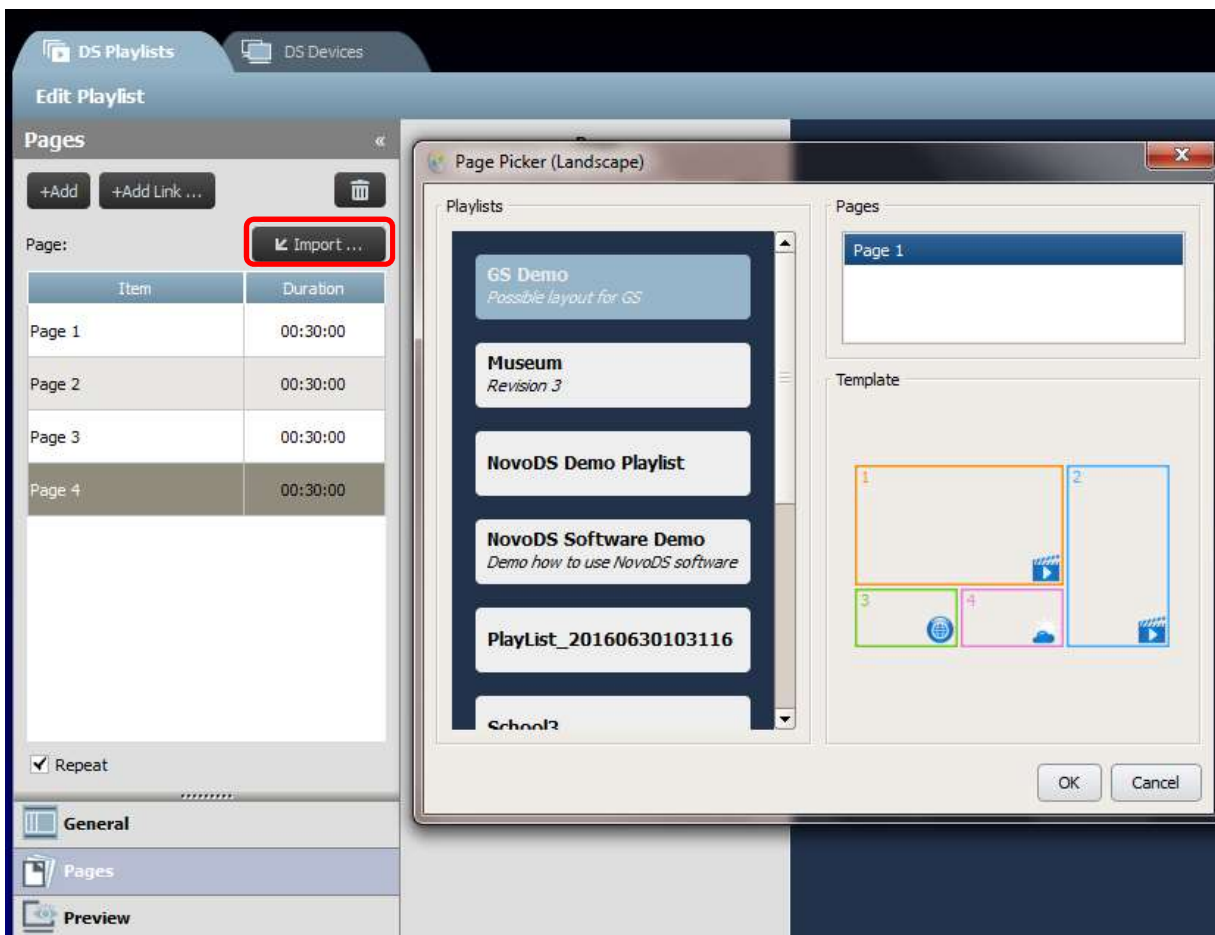 DS Playlists
DS Devices
Edit Playlist
Pages «
+Add
+Add Link ...
Page:
Import ...
Item Duration
Page 1 00:30:00
Page 2 00:30:00
Page 3 00:30:00
Page 4 00:30:00
Repeat
General
Pages
Preview
Page Picker (Landscape)
Playlists
GS Demo
Possible layout for GS
Museum
Revision 3
NovoDS Demo Playlist
NovoDS Software Demo
Demo how to use NovoDS software
PlayList_20160630103116
School3
Pages
Page 1
Template
1
2
3
4
OK
Cancel